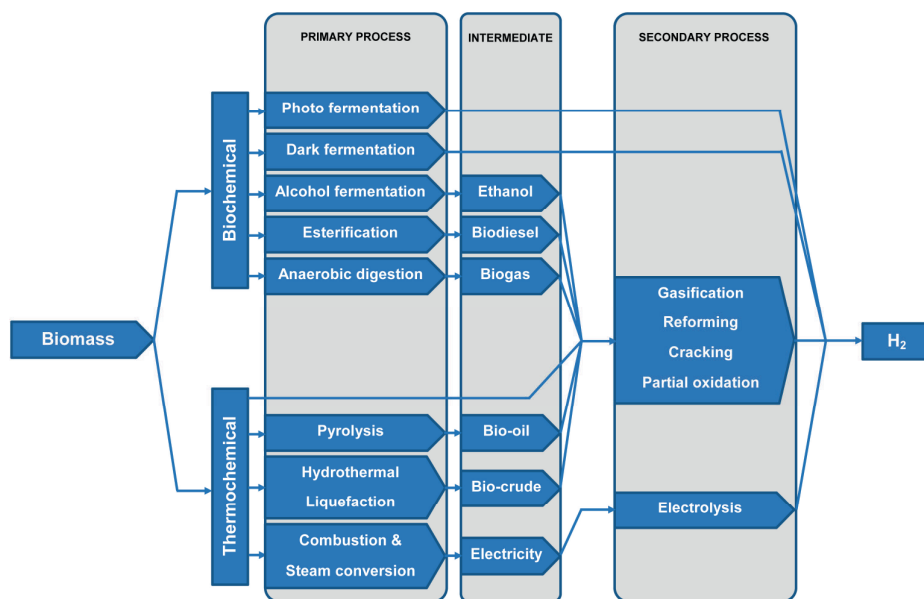 PRIMARY PROCESS
INTERMEDIATE
SECONDARY PROCESS
Biomass
Biochemical
Photo fermentation
Dark fermentation
Alcohol fermentation
Ethanol
Esterification
Biodiesel
Anaerobic digestion
Biogas
Thermochemical
Pyrolysis
Bio-oil
Hydrothermal
Liquefaction
Bio-crude
Combustion &
Steam conversion
Electricity
Gasification
Reforming
Cracking
Partial oxidation
Electrolysis
H₂